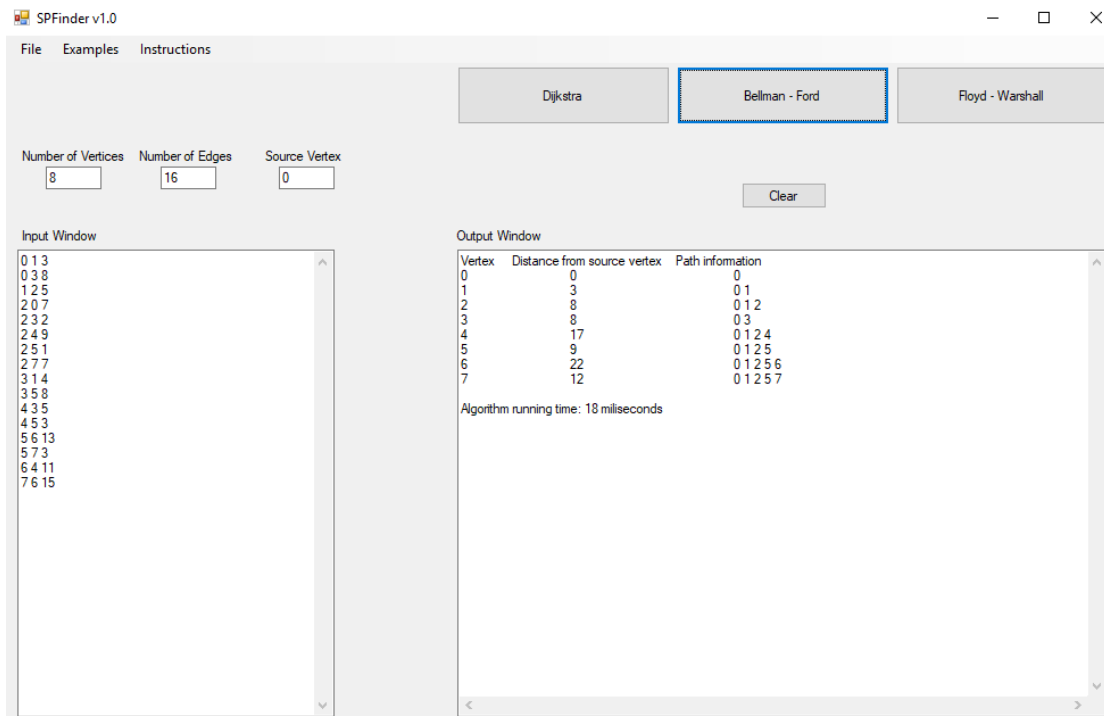 SPFinder v1.0
File Examples Instructions
Dijkstra Bellman - Ford Floyd - Warshall
Number of Vertices Number of Edges Source Vertex
8 16 0
Clear
Input Window
0 1 3
0 3 8
1 2 5
2 0 7
2 3 2
2 4 9
2 5 1
2 7 7
3 1 4
3 5 8
4 3 5
4 5 3
5 6 13
5 7 3
6 4 11
7 6 15
Output Window
Vertex Distance from source vertex Path information
0 0 0
1 3 0 1
2 8 0 1 2
3 8 0 3
4 17 0 1 2 4
5 9 0 1 2 5
6 22 0 1 2 5 6
7 12 0 1 2 5 7
Algorithm running time: 18 miliseconds